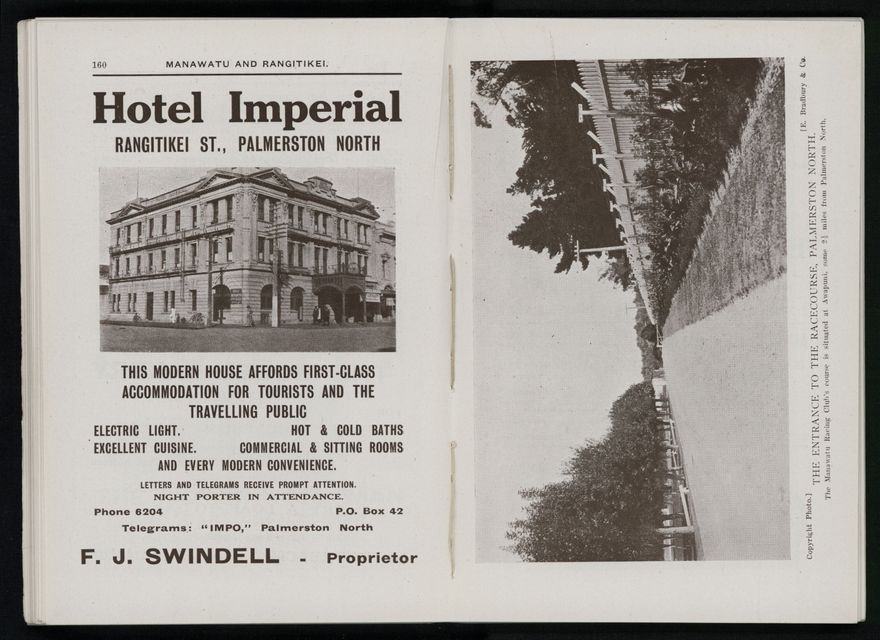 160
MANAWATU AND RANGITIKEI.
Hotel Imperial
RANGITIKEI ST., PALMERSTON NORTH
THIS MODERN HOUSE AFFORDS FIRST-CLASS
ACCOMMODATION FOR TOURISTS AND THE
TRAVELLING PUBLIC
ELECTRIC LIGHT. HOT & COLD BATHS
EXCELLENT CUISINE. COMMERCIAL & SITTING ROOMS
AND EVERY MODERN CONVENIENCE.
LETTERS AND TELEGRAMS RECEIVE PROMPT ATTENTION.
NIGHT PORTER IN ATTENDANCE.
Phone 6204 P.O. Box 42
Telegrams: "IMPO," Palmerston North
F. J. SWINDELL - Proprietor
Copyright Photo.] [E. Bradbury & Co.
THE ENTRANCE TO THE RACECOURSE, PALMERSTON NORTH.
The Manawatu Racing Club's course is situated at Awapuni, some 2½ miles from Palmerston North.